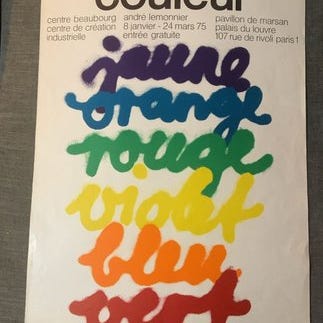 couleur
centre beaubourg
centre de création
industrielle
andré lemonnier
8 janvier - 24 mars 75
entrée gratuite
pavillon de marsan
palais du louvre
107 rue de rivoli paris 1
jaune
orange
rouge
violet
bleu
vert